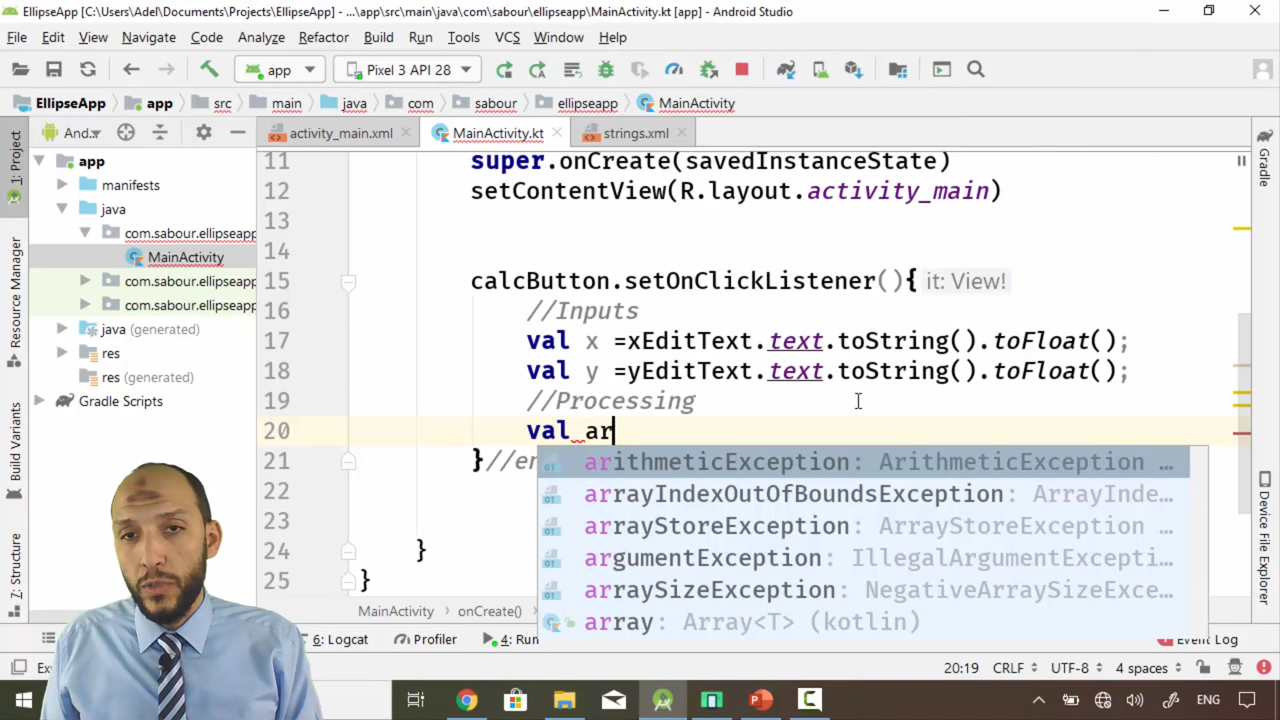 EllipseApp [C:\Users\Adel\Documents\Projects\EllipseApp] - ...\app\src\main\java\com\sabour\ellipseapp\MainActivity.kt [app] - Android Studio
File Edit View Navigate Code Analyze Refactor Build Run Tools VCS Window Help
app Pixel 3 API 28
EllipseApp app src main java com sabour ellipseapp MainActivity
And... activity_main.xml MainActivity.kt strings.xml
1: Project
Resource Manager
Build Variants
Z: Structure
app
manifests
java
com.sabour.ellipseapp
MainActivity
com.sabour.ellipseapp
com.sabour.ellipseapp
java (generated)
res
res (generated)
Gradle Scripts
11 super.onCreate(savedInstanceState)
12 setContentView(R.layout.activity_main)
13
14
15 calcButton.setOnClickListener(){ it: View!
16 //Inputs
17 val x =xEditText.text.toString().toFloat();
18 val y =yEditText.text.toString().toFloat();
19 //Processing
20 val ar
21 }//e
22
23
24 }
25 }
arithmeticException: ArithmeticException ...
arrayIndexOutOfBoundsException: ArrayInde...
arrayStoreException: ArrayStoreException ...
argumentException: IllegalArgumentExcepti...
arraySizeException: NegativeArraySizeExce...
array: Array<T> (kotlin)
Gradle
Device File Explorer
MainActivity onCreate()
6: Logcat Profiler 4: Run Event Log
20:19 CRLF UTF-8 4 spaces
ENG